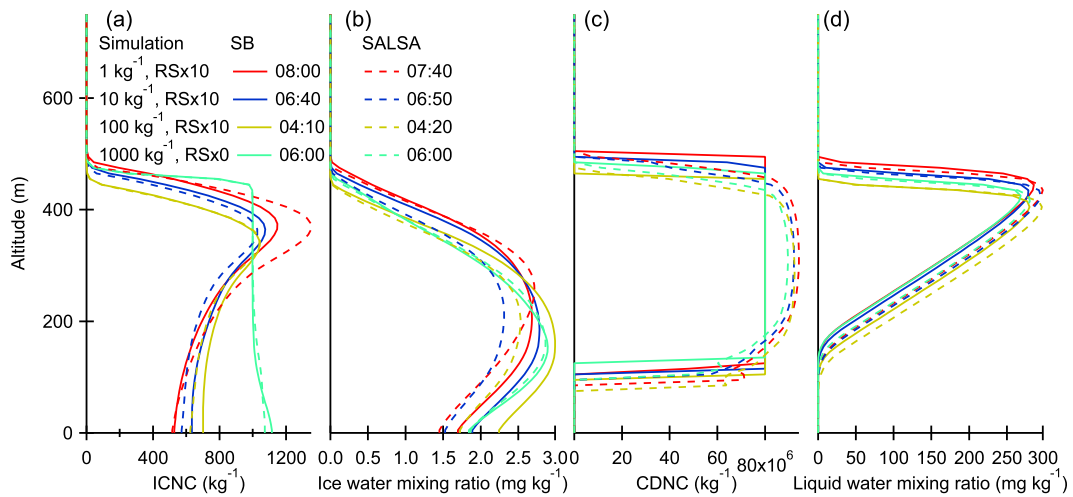 (a) (b) (c) (d)
Simulation SB SALSA
1 kg⁻¹, RSx10 08:00 07:40
10 kg⁻¹, RSx10 06:40 06:50
100 kg⁻¹, RSx10 04:10 04:20
1000 kg⁻¹, RSx0 06:00 06:00
Altitude (m)
600
400
200
0
0 400 800 1200
ICNC (kg⁻¹)
0.0 0.5 1.0 1.5 2.0 2.5 3.0
Ice water mixing ratio (mg kg⁻¹)
0 20 40 60 80x10⁶
CDNC (kg⁻¹)
0 50 100 150 200 250 300
Liquid water mixing ratio (mg kg⁻¹)